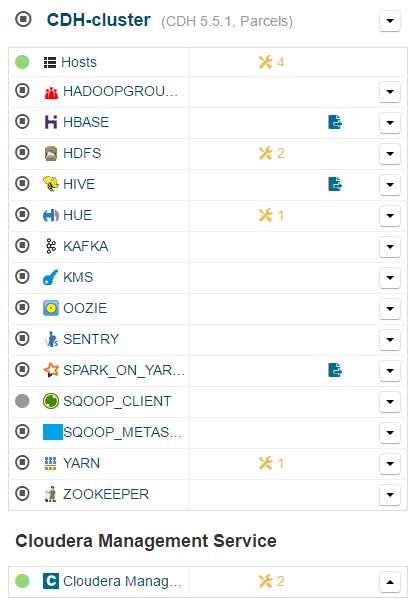 CDH-cluster (CDH 5.5.1, Parcels)
Hosts 4
HADOOPGROU...
HBASE
HDFS 2
HIVE
HUE 1
KAFKA
KMS
OOZIE
SENTRY
SPARK_ON_YAR...
SQOOP_CLIENT
SQOOP_METAS...
YARN 1
ZOOKEEPER
Cloudera Management Service
C Cloudera Manag... 2